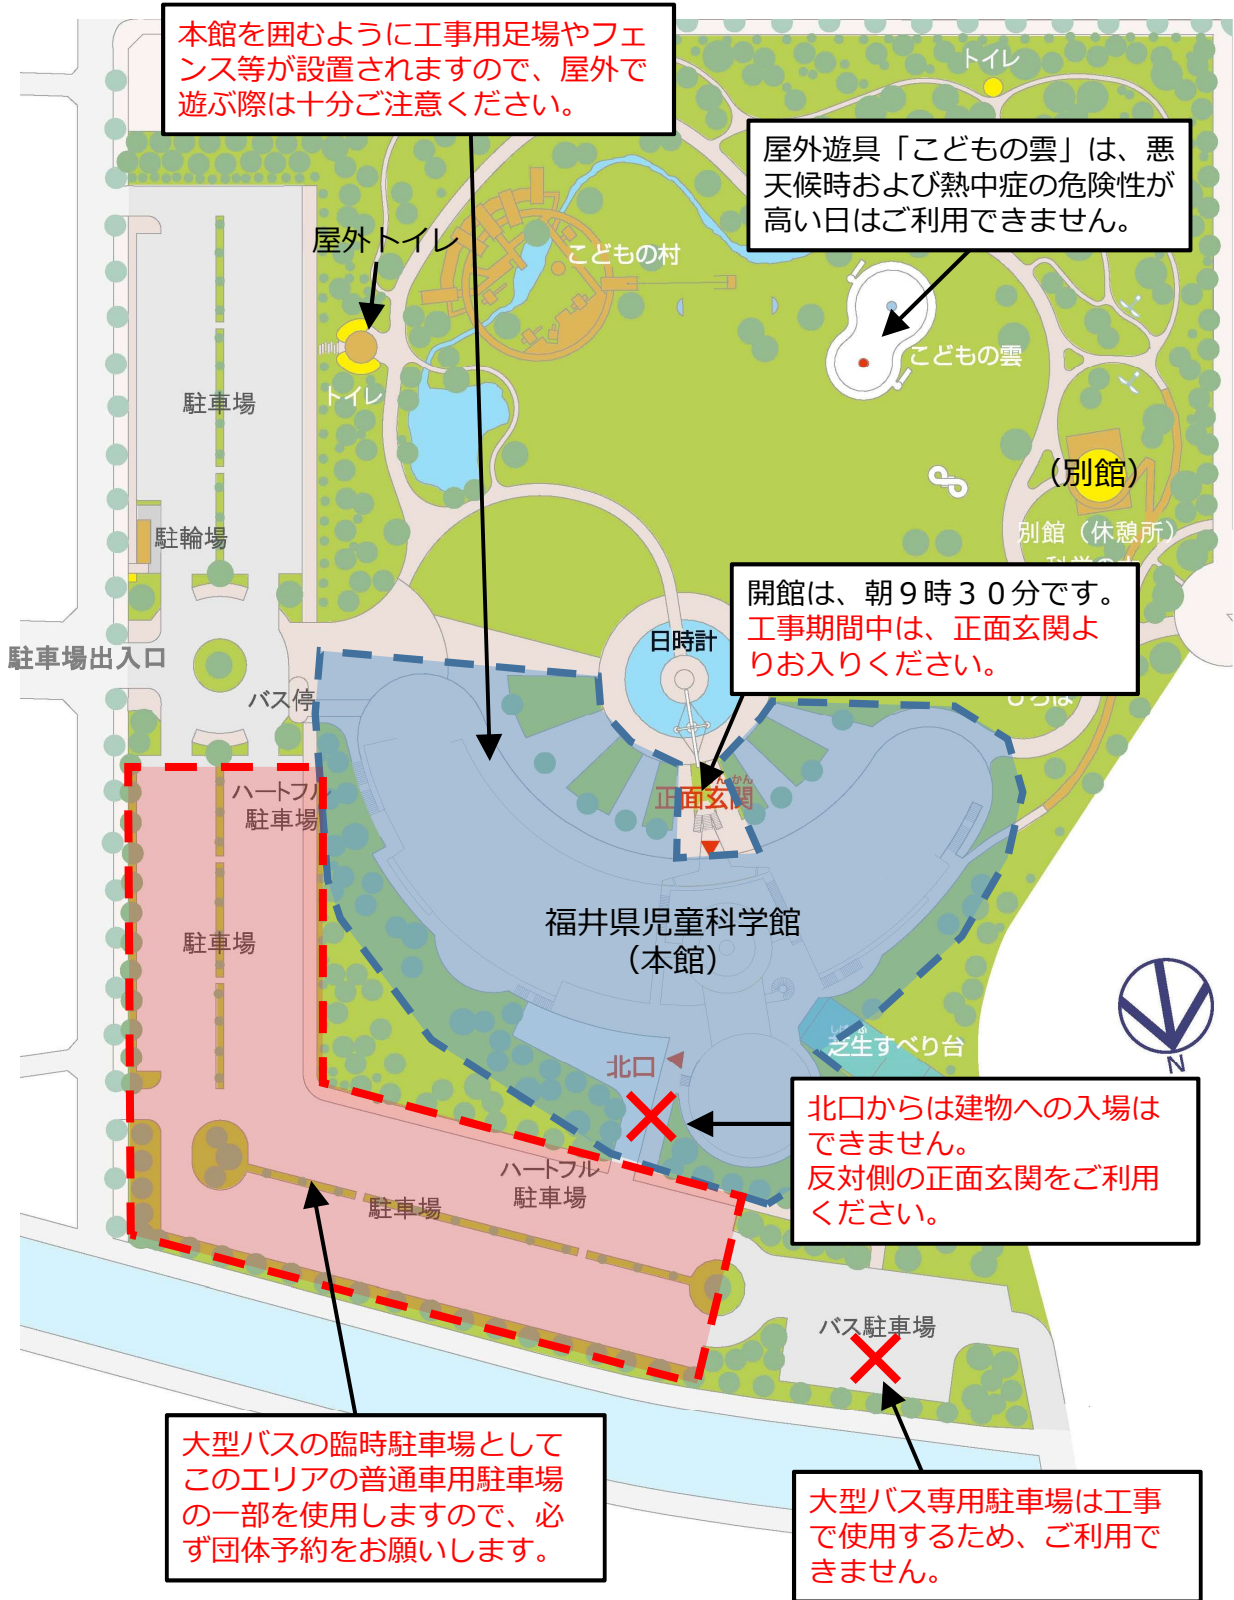 本館を囲むように工事用足場やフェ
ンス等が設置されますので、屋外で
遊ぶ際は十分ご注意ください。
トイレ
屋外遊具「こどもの雲」は、悪
天候時および熱中症の危険性が
高い日はご利用できません。
屋外トイレ
こどもの村
こどもの雲
トイレ
駐車場
(別館)
駐輪場
別館（休憩所）
開館は、朝９時３０分です。
工事期間中は、正面玄関よ
りお入りください。
日時計
駐車場出入口
バス停
ひろば
ハートフル
駐車場
正面玄関
駐車場
福井県児童科学館
（本館）
芝生すべり台
北口
N
北口からは建物への入場は
できません。
反対側の正面玄関をご利用
ください。
ハートフル
駐車場
駐車場
バス駐車場
大型バスの臨時駐車場として
このエリアの普通車用駐車場
の一部を使用しますので、必
ず団体予約をお願いします。
大型バス専用駐車場は工事
で使用するため、ご利用で
きません。